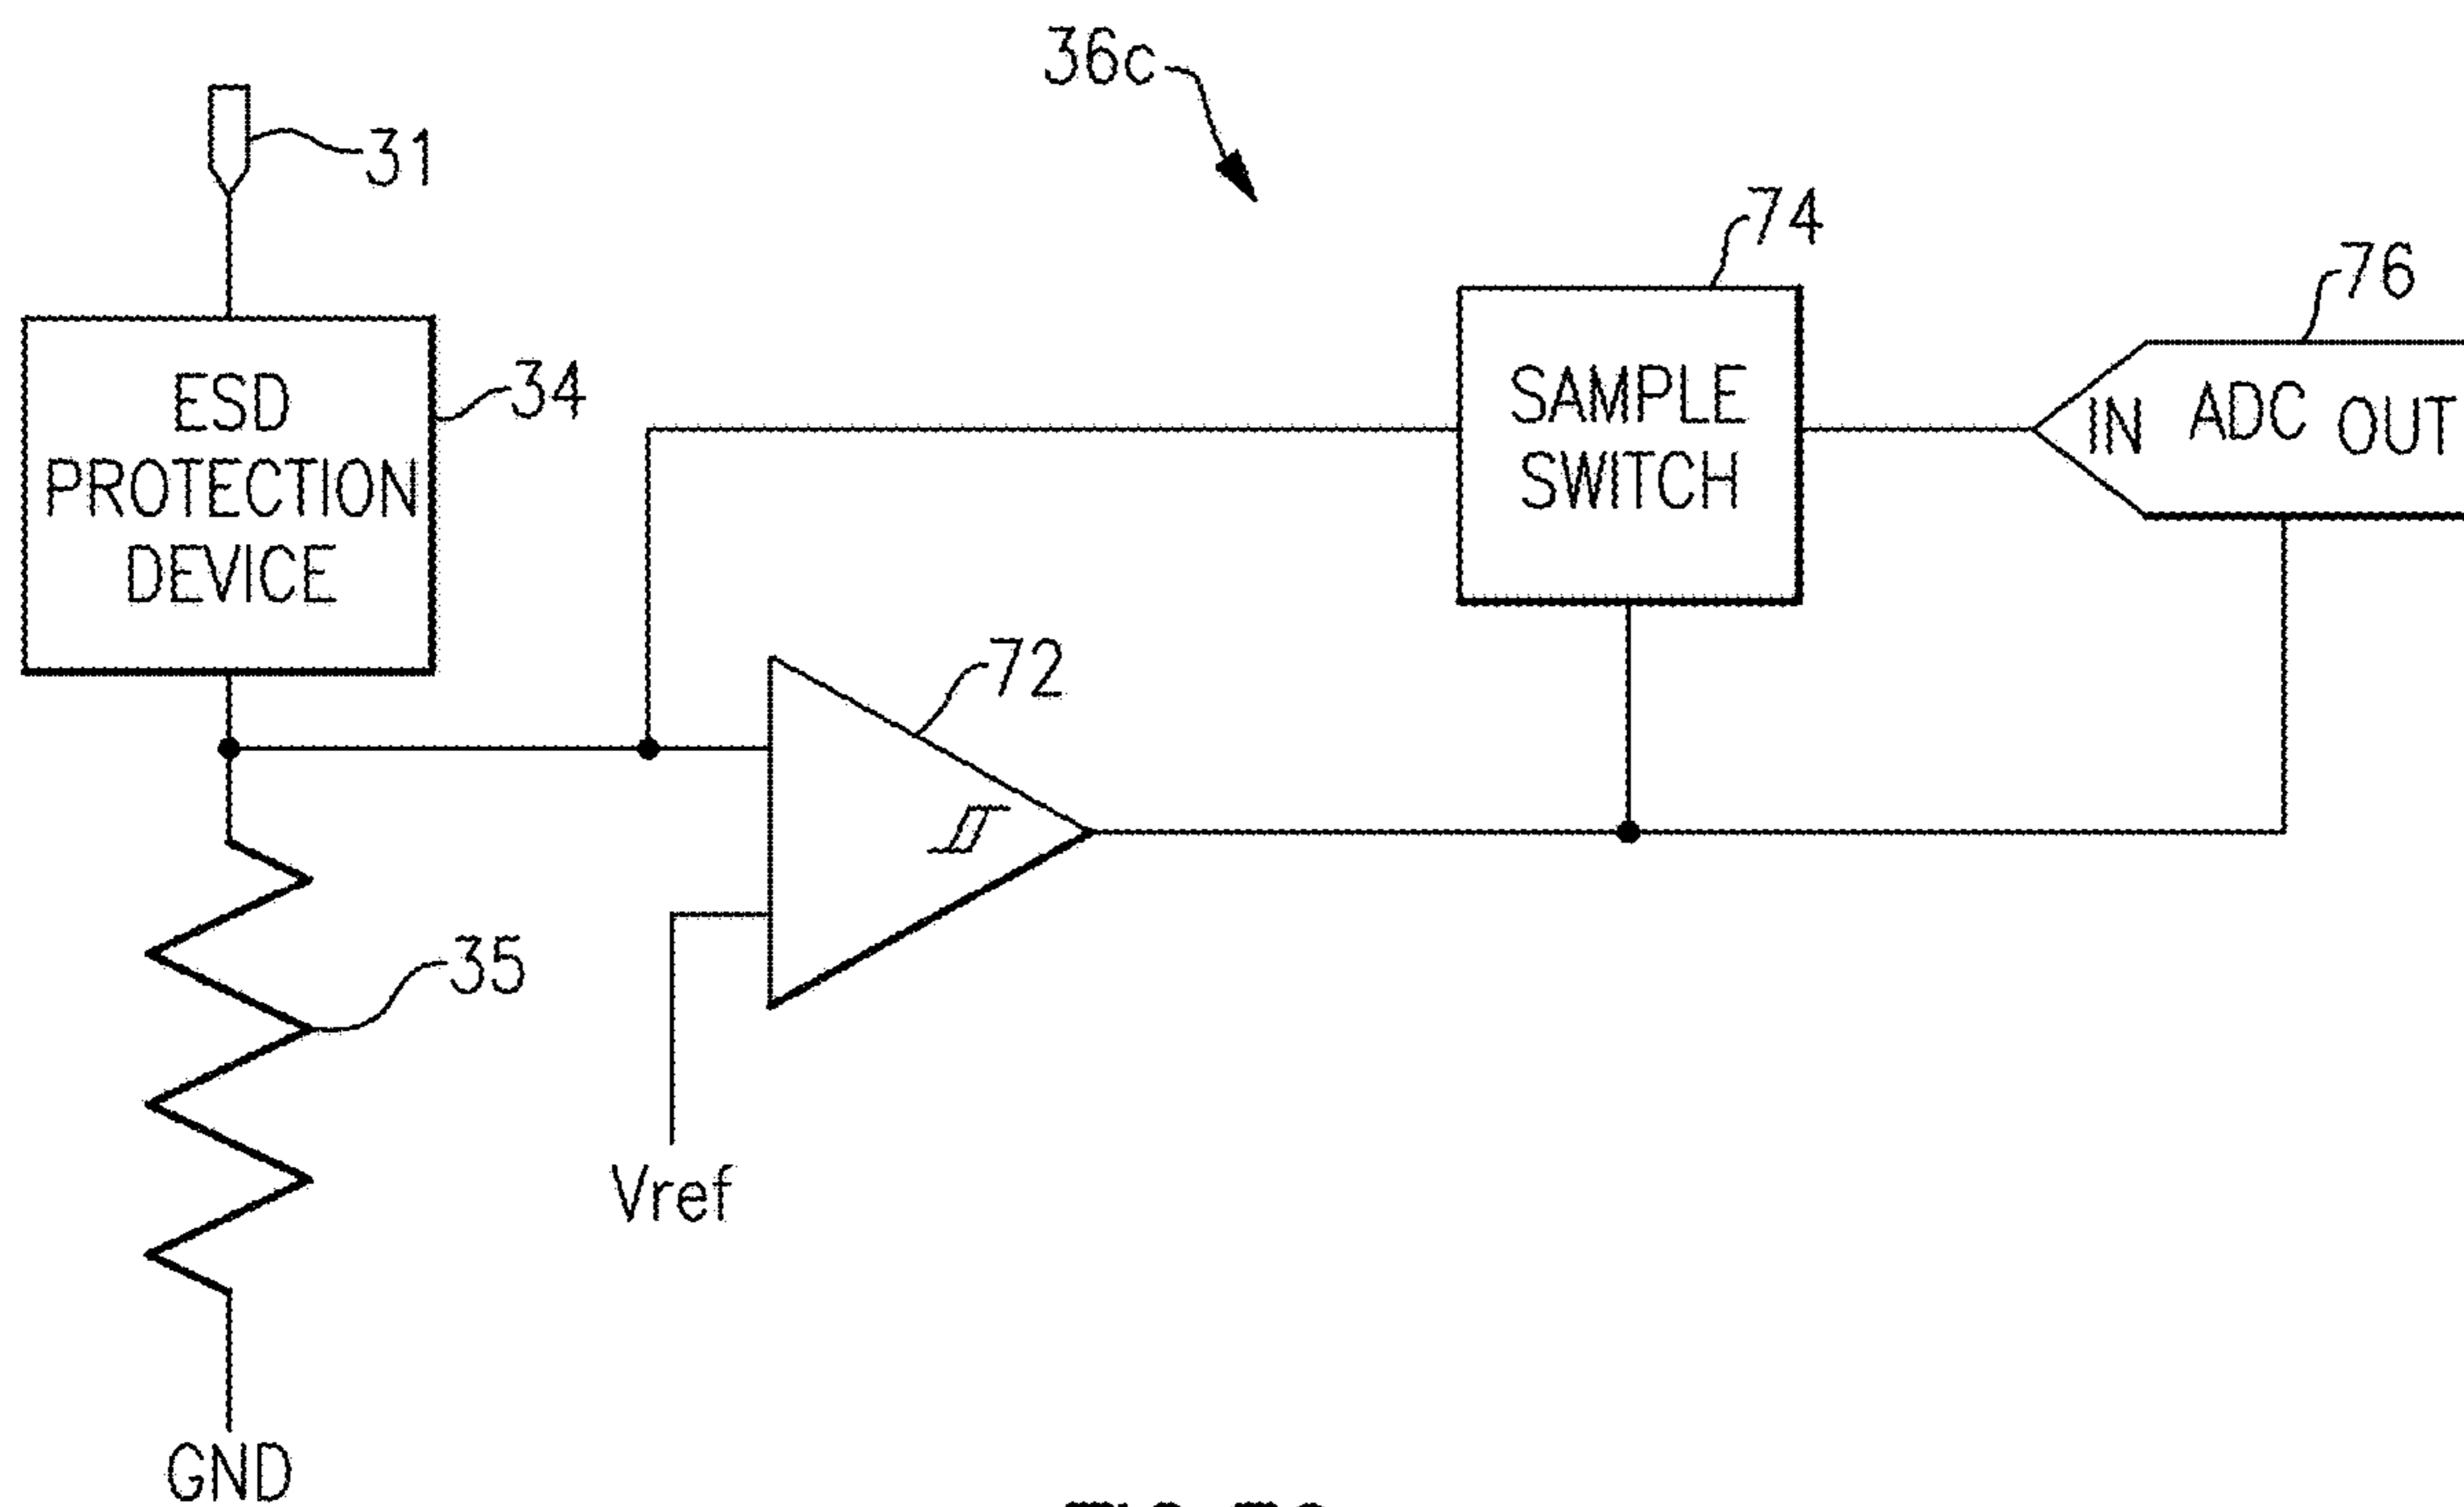 36c
31
74
76
ESD
PROTECTION
DEVICE
34
SAMPLE
SWITCH
IN ADC OUT
72
35
Vref
GND